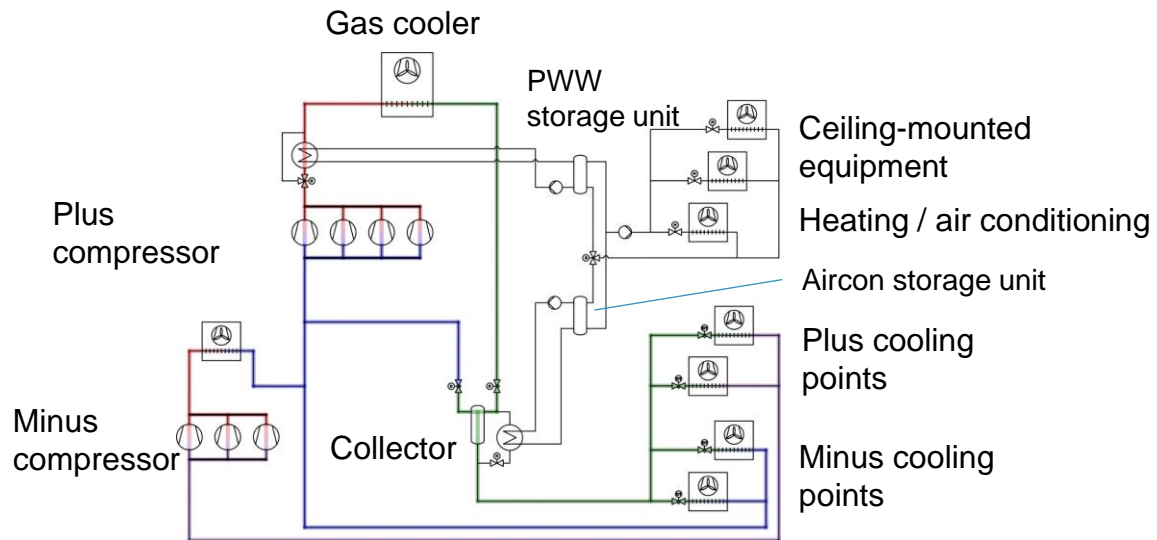 Gas cooler
PWW
storage unit
Ceiling-mounted
equipment
Plus
compressor
Heating / air conditioning
Aircon storage unit
Plus cooling
points
Minus
compressor
Collector
Minus cooling
points